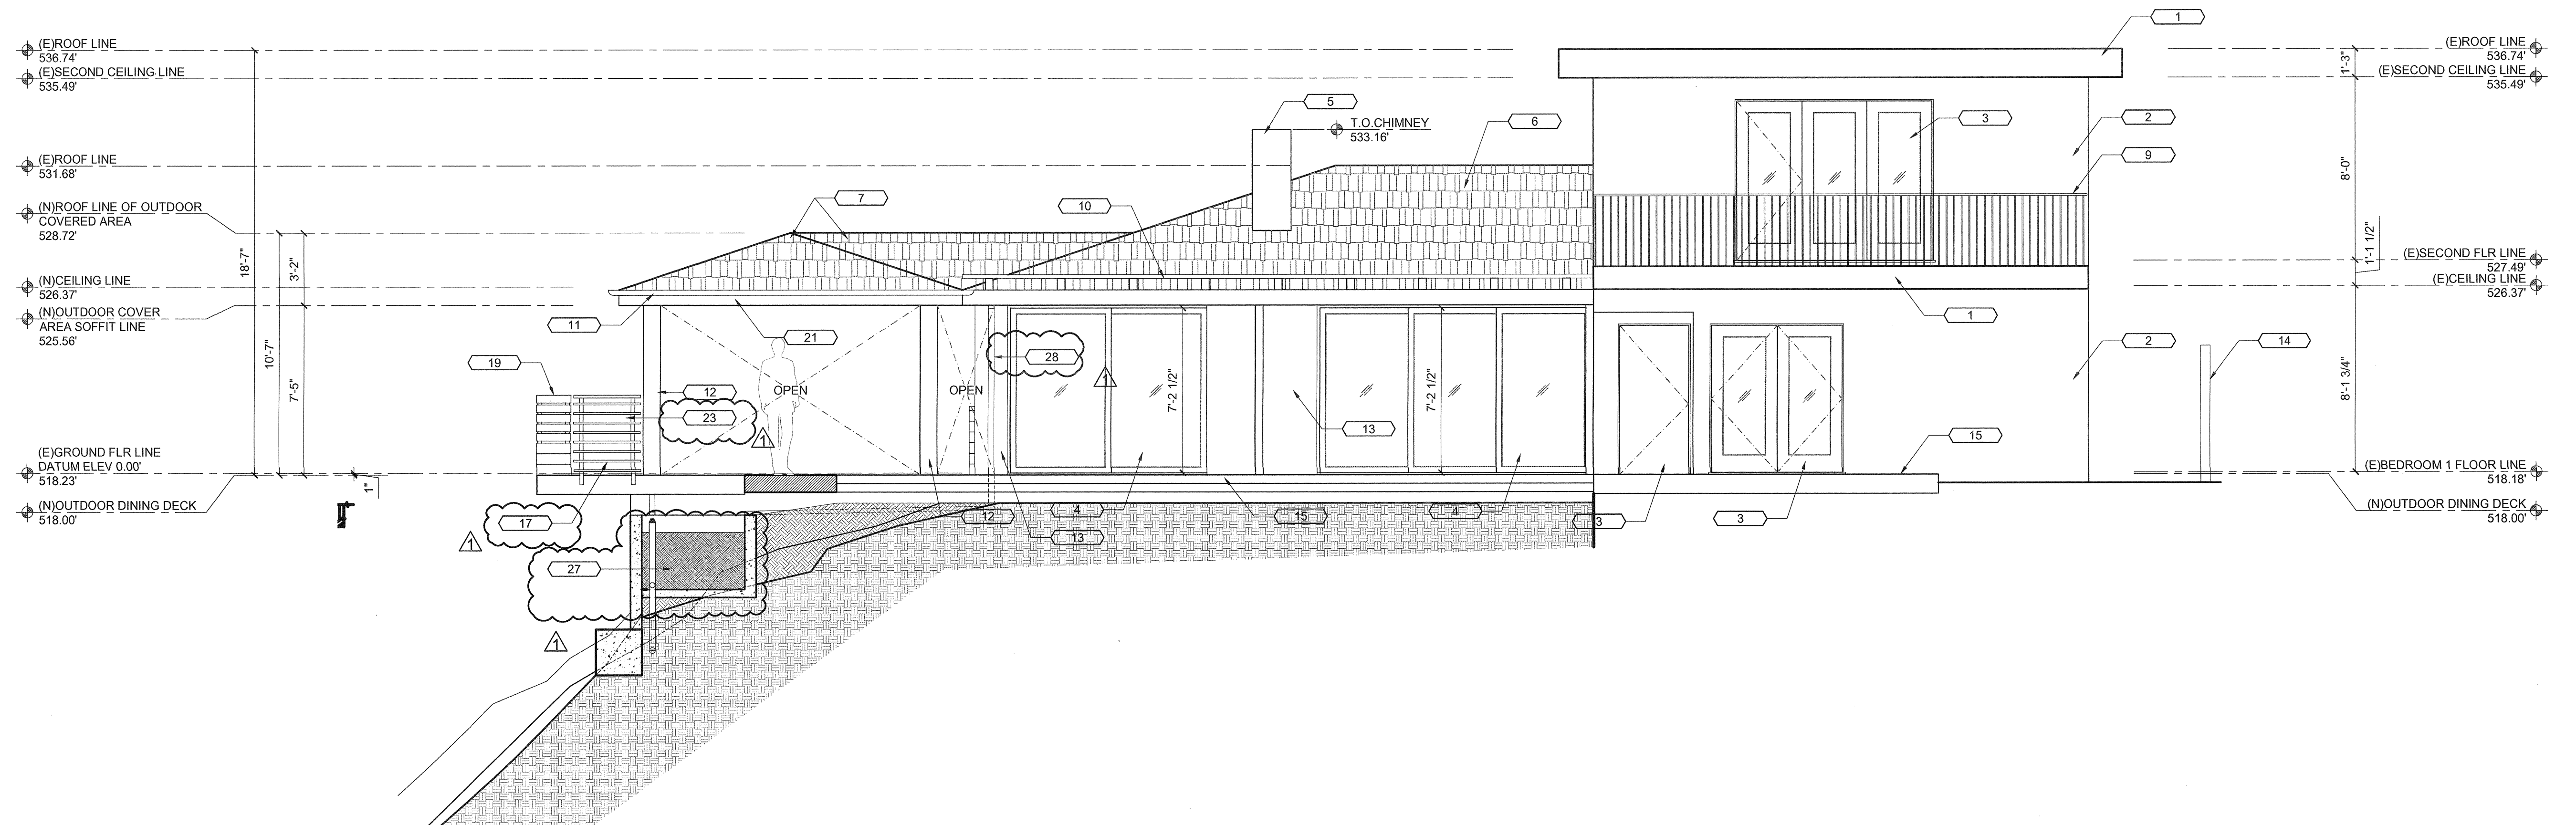 (E)ROOF LINE
536.74'
(E)SECOND CEILING LINE
535.49'
(E)ROOF LINE
531.68'
(N)ROOF LINE OF OUTDOOR
COVERED AREA
528.72'
(N)CEILING LINE
526.37'
(N)OUTDOOR COVER
AREA SOFFIT LINE
525.56'
(E)GROUND FLR LINE
DATUM ELEV 0.00'
518.23'
(N)OUTDOOR DINING DECK
518.00'
18'-7"
10'-7"
3'-2"
7'-5"
1"
1
5
T.O.CHIMNEY
533.16'
6
3
2
9
7
10
11
21
1
28
1
2
14
19
12
OPEN
OPEN
23
1
7'-2 1/2"
7'-2 1/2"
13
15
17
1
12
4
13
15
4
3
3
27
1
(E)ROOF LINE
536.74'
(E)SECOND CEILING LINE
535.49'
(E)SECOND FLR LINE
527.49'
(E)CEILING LINE
526.37'
(E)BEDROOM 1 FLOOR LINE
518.18'
(N)OUTDOOR DINING DECK
518.00'
1'-3"
8'-0"
1'-1 1/2"
8'-1 3/4"